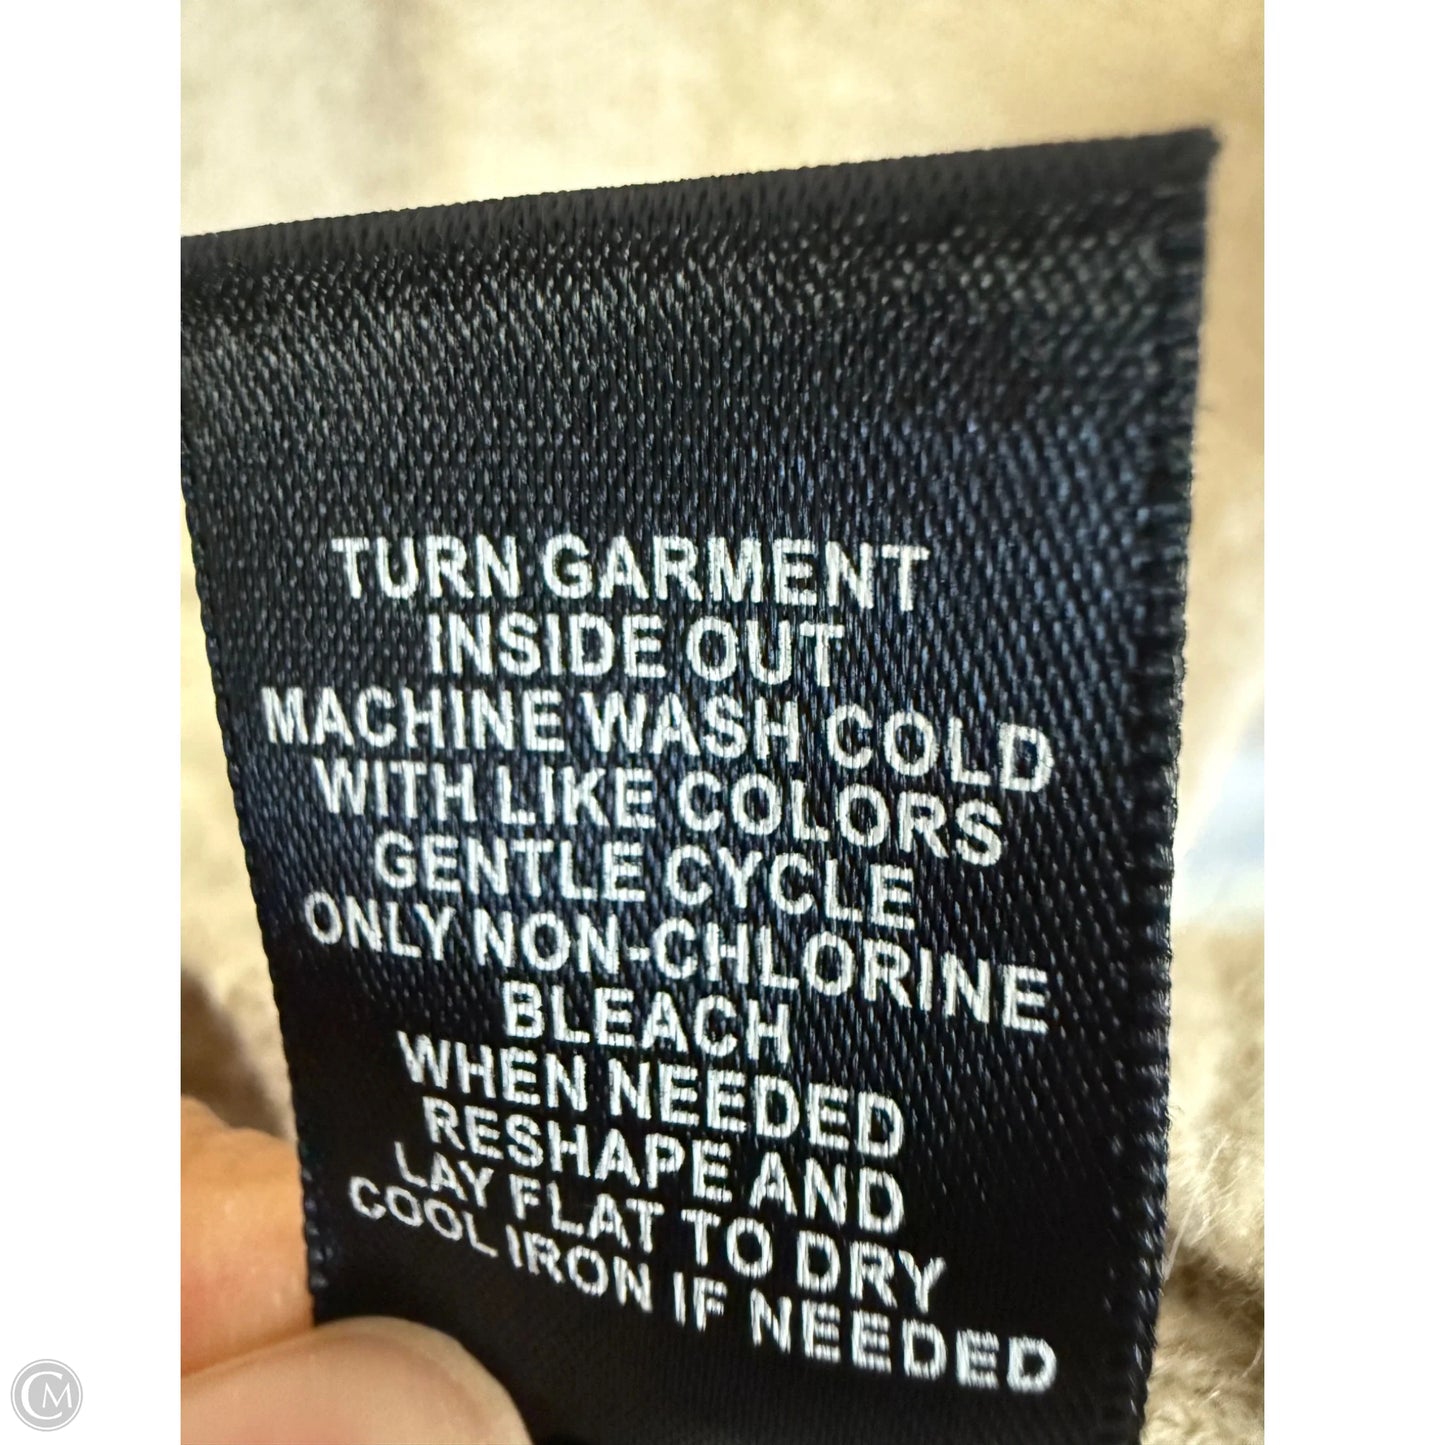 TURN GARMENT
INSIDE OUT
MACHINE WASH COLD
WITH LIKE COLORS
GENTLE CYCLE
ONLY NON-CHLORINE
BLEACH
WHEN NEEDED
RESHAPE AND
LAY FLAT TO DRY
COOL IRON IF NEEDED
CM